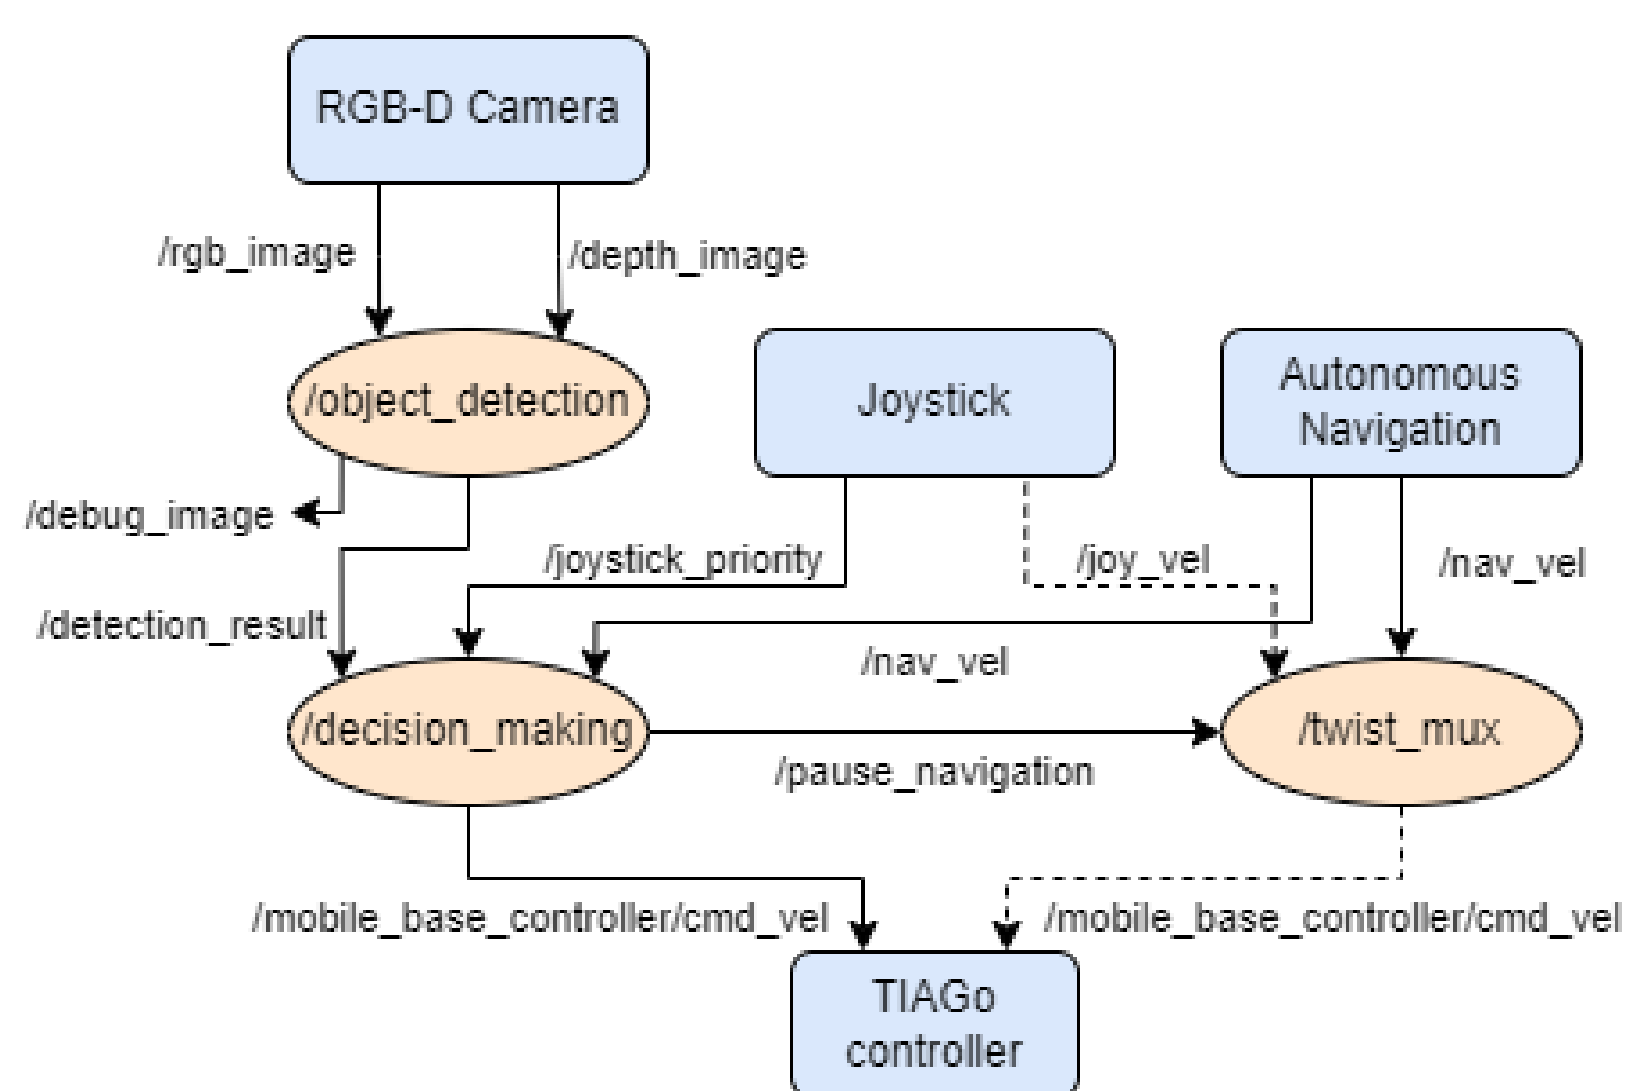 RGB-D Camera
/rgb_image
/depth_image
/object_detection
Joystick
Autonomous
Navigation
/debug_image
/joystick_priority
/joy_vel
/nav_vel
/detection_result
/nav_vel
/decision_making
/twist_mux
/pause_navigation
/mobile_base_controller/cmd_vel
/mobile_base_controller/cmd_vel
TIAGo
controller